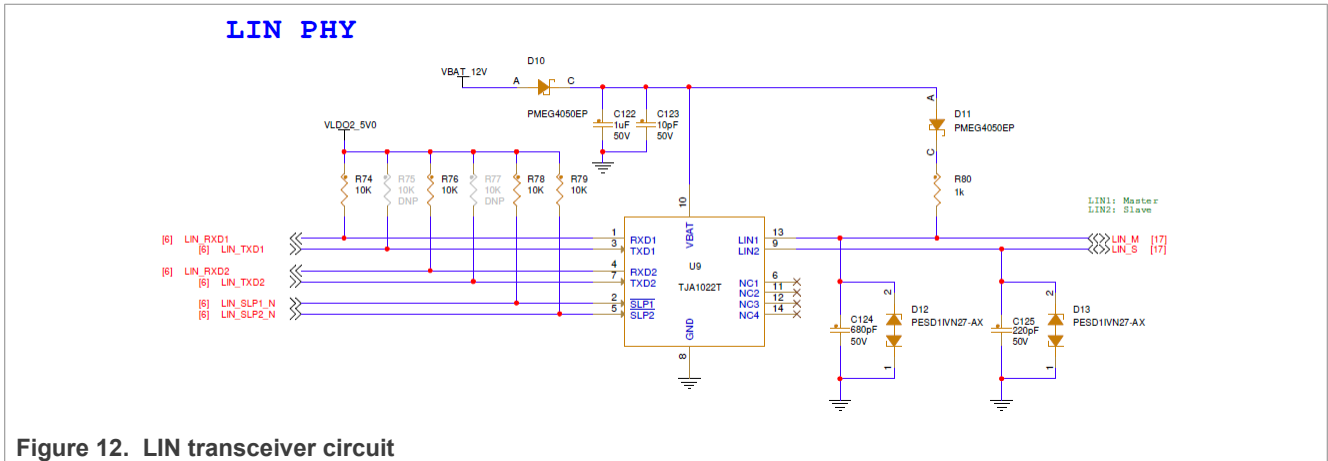 LIN PHY
D10
VBAT_12V
A
C
PMEG4050EP
C122
1uF
50V
C123
10pF
50V
A
D11
PMEG4050EP
C
VLDO2_5V0
R74
10K
R75
10K
DNP
R76
10K
R77
10K
DNP
R78
10K
R79
10K
R80
1k
LIN1: Master
LIN2: Slave
[6] LIN_RXD1
[6] LIN_TXD1
[6] LIN_RXD2
[6] LIN_TXD2
[6] LIN_SLP1_N
[6] LIN_SLP2_N
1 RXD1
3 TXD1
4 RXD2
7 TXD2
2 SLP1
5 SLP2
10 VBAT
U9
TJA1022T
GND 8
LIN1 13
LIN2 9
NC1 6
NC2 11
NC3 12
NC4 14
LIN_M [17]
LIN_S [17]
C124
680pF
50V
2
D12
PESD1IVN27-AX
1
C125
220pF
50V
2
D13
PESD1IVN27-AX
1
Figure 12. LIN transceiver circuit